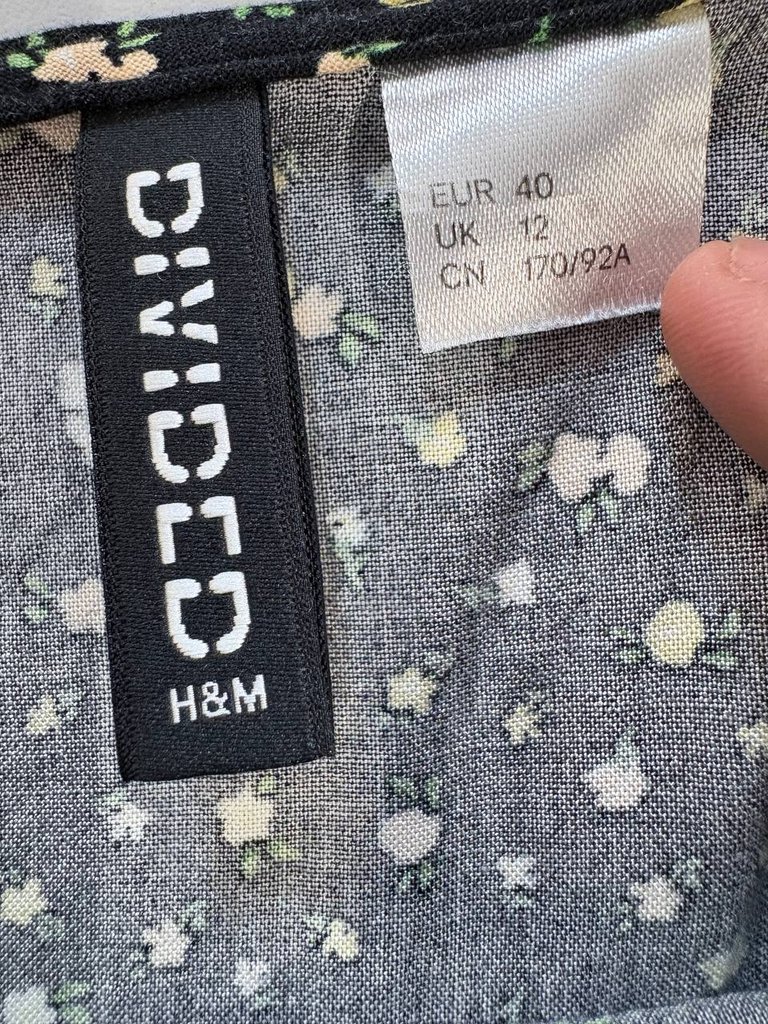 DIVIDED
H&M
EUR 40
UK 12
CN 170/92A